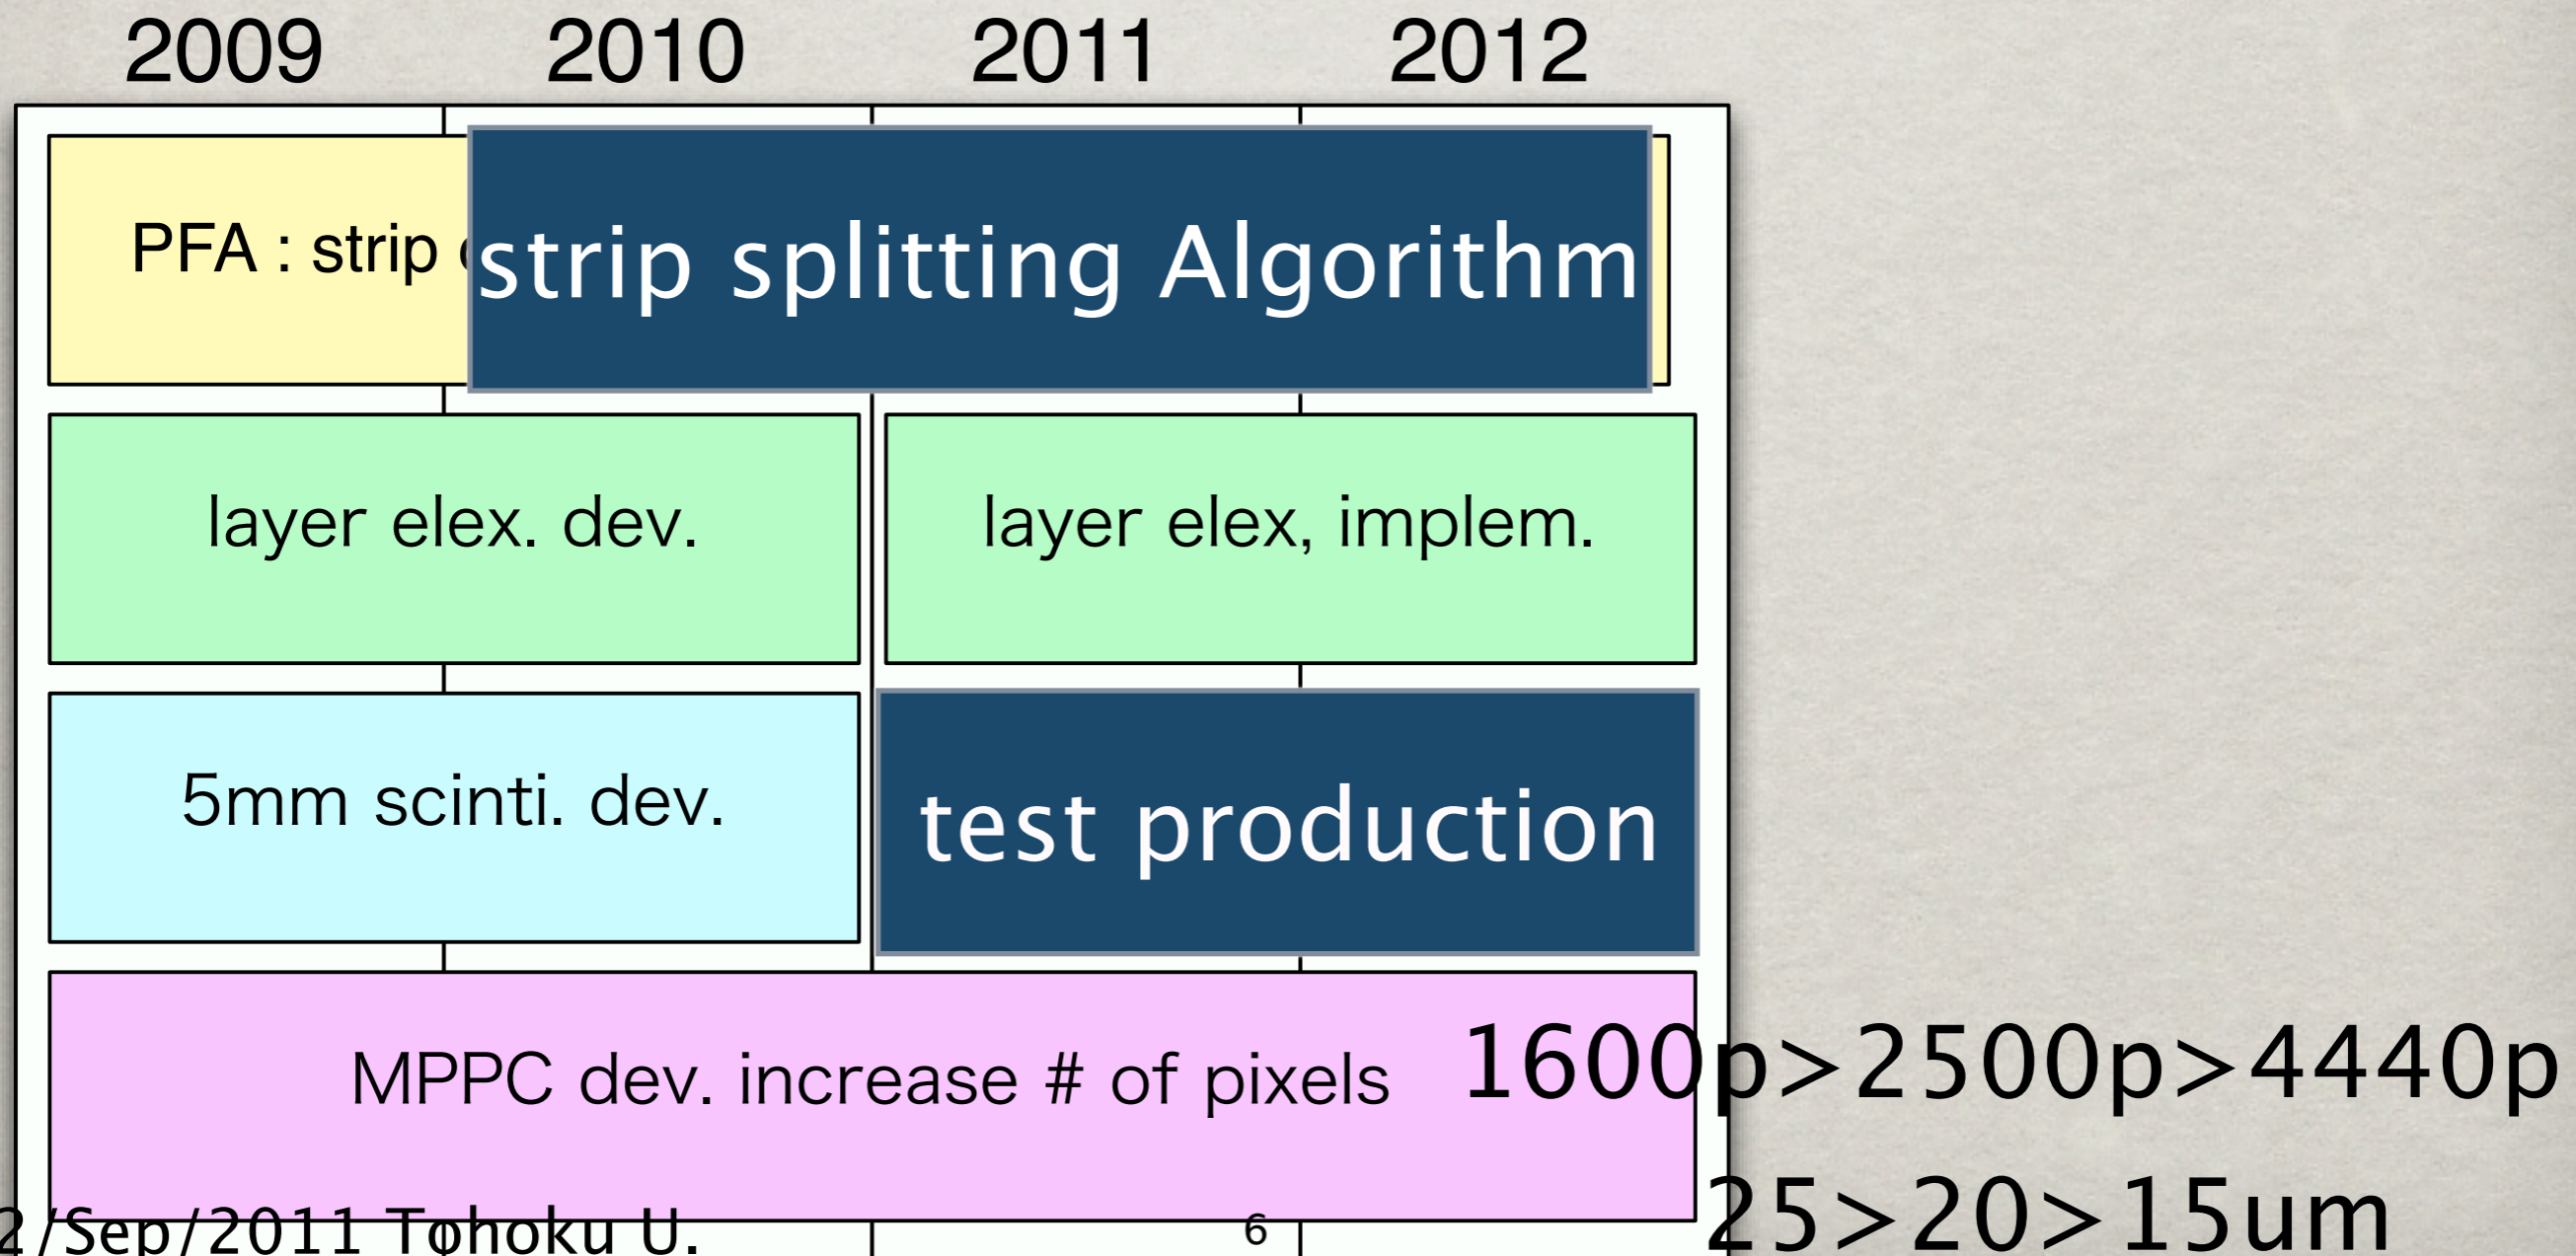 2009 2010 2011 2012
PFA : strip
strip splitting Algorithm
layer elex. dev.
layer elex, implem.
5mm scinti. dev.
test production
MPPC dev. increase # of pixels
1600p>2500p>4440p
25>20>15um
2/Sep/2011 Tohoku U.
6